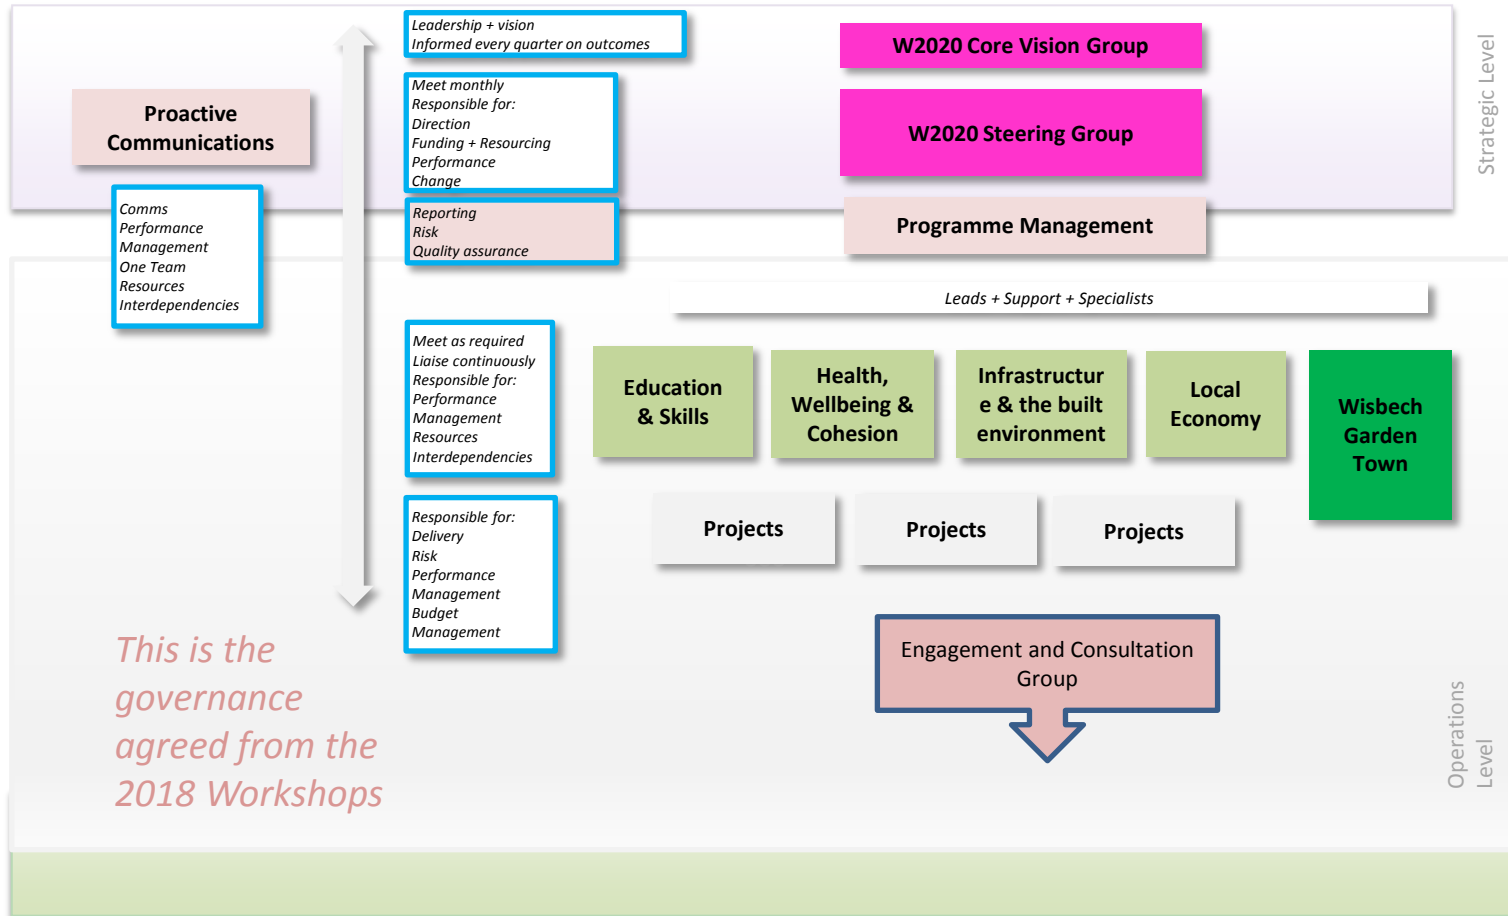 Leadership + vision
Informed every quarter on outcomes
W2020 Core Vision Group
Strategic Level
Proactive
Communications
Meet monthly
Responsible for:
Direction
Funding + Resourcing
Performance
Change
W2020 Steering Group
Comms
Performance
Management
One Team
Resources
Interdependencies
Reporting
Risk
Quality assurance
Programme Management
Leads + Support + Specialists
Meet as required
Liaise continuously
Responsible for:
Performance
Management
Resources
Interdependencies
Education
& Skills
Health,
Wellbeing &
Cohesion
Infrastructur
e & the built
environment
Local
Economy
Wisbech
Garden
Town
Responsible for:
Delivery
Risk
Performance
Management
Budget
Management
Projects
Projects
Projects
Engagement and Consultation
Group
This is the
governance
agreed from the
2018 Workshops
Operations
Level